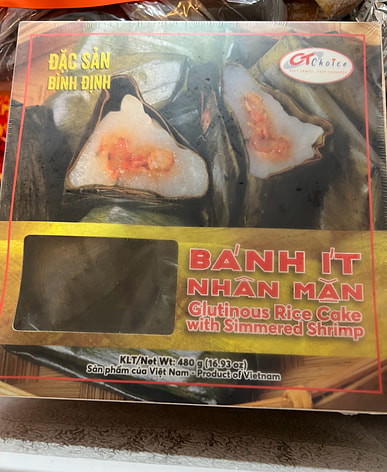 ĐẶC SẢN
BÌNH ĐỊNH
CT Choice
BÁNH ÍT
NHÂN MẶN
Glutinous Rice Cake
with Simmered Shrimp
KLT/Net Wt: 480 g (16.93 oz)
Sản phẩm của Việt Nam - Product of Vietnam